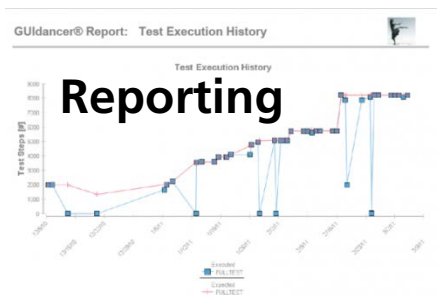 GUIdancer® Report: Test Execution History
Test Execution History
Reporting
Test Steps [#]
9000
8000
7000
6000
5000
4000
3000
2000
1000
0
Executed
FULLTEST
Expected
FULLTEST